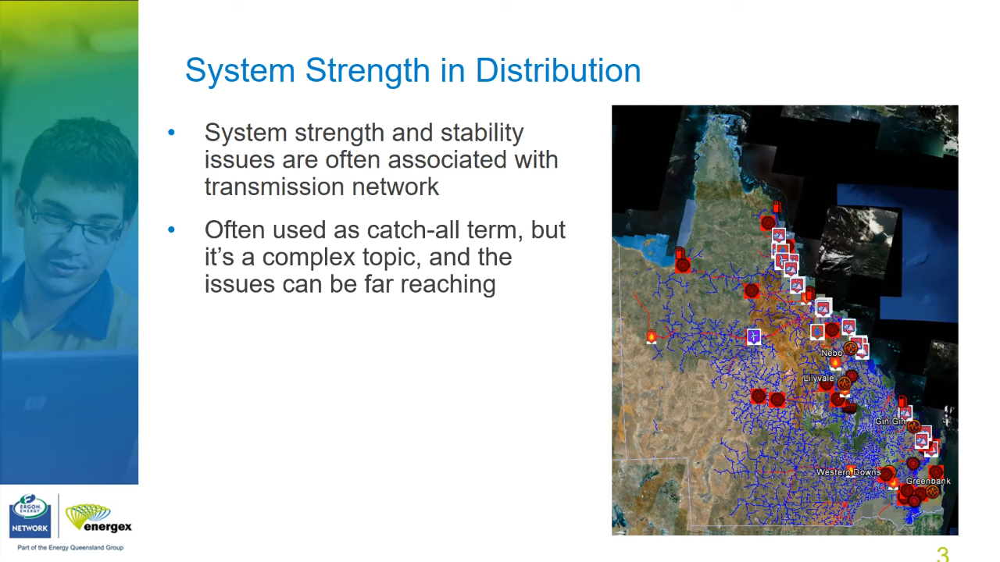 System Strength in Distribution
• System strength and stability
issues are often associated with
transmission network
• Often used as catch-all term, but
it's a complex topic, and the
issues can be far reaching
Nebo
Lilyvale
Gin Gin
Western Downs
Greenbank
ERGON
ENERGY
NETWORK
energex
Part of the Energy Queensland Group
3